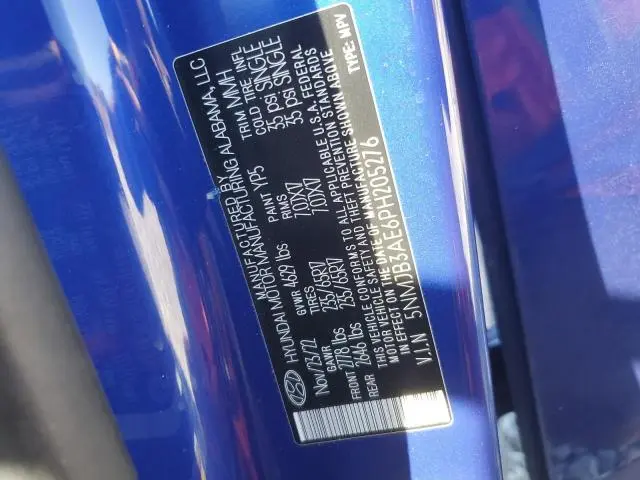 MANUFACTURED BY
HYUNDAI MOTOR MANUFACTURING ALABAMA, LLC
Nov/23/22 GVWR 4629 lbs PAINT YP5 TRIM MMH
GAWR TIRES RIMS COLD TIRE INFL
FRONT 2778 lbs 235/65R17 7.0JX17 35 psi SINGLE
REAR 2646 lbs 235/65R17 7.0JX17 35 psi SINGLE
THIS VEHICLE CONFORMS TO ALL APPLICABLE U.S.A. FEDERAL
MOTOR VEHICLE SAFETY AND THEFT PREVENTION STANDARDS
IN EFFECT ON THE DATE OF MANUFACTURE SHOWN ABOVE.
V.I.N 5NMJB3AE6PH205276 TYPE: MPV